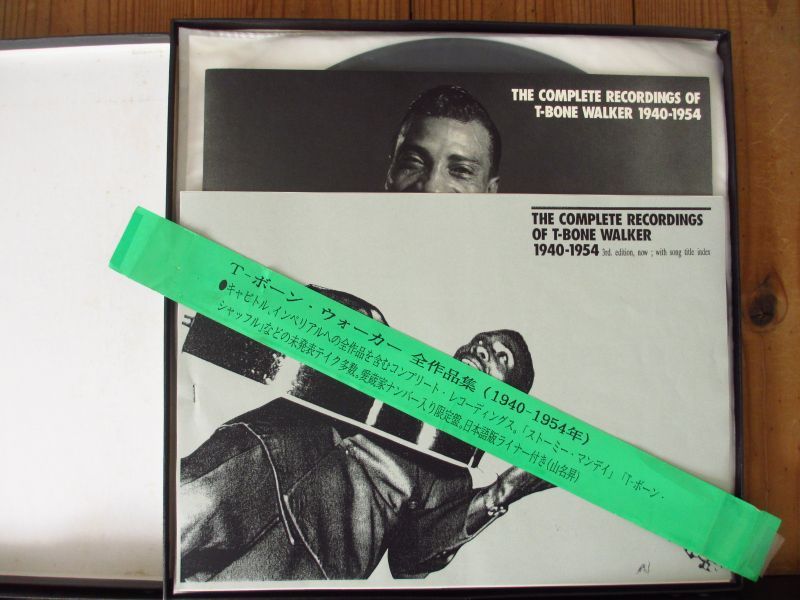 THE COMPLETE RECORDINGS OF
T-BONE WALKER 1940-1954
THE COMPLETE RECORDINGS
OF T-BONE WALKER
1940-1954 3rd. edition, now ; with song title index
T-ボーン・ウォーカー 全作品集 (1940-1954年)
●キャピトル、インペリアルへの全作品を含むコンプリート・レコーディングス。「ストーミー・マンデイ」「T-ボーン・
シャッフル」などの未発表テイク多数。愛蔵家ナンバー入り限定盤。日本語版ライナー付き(山名昇)